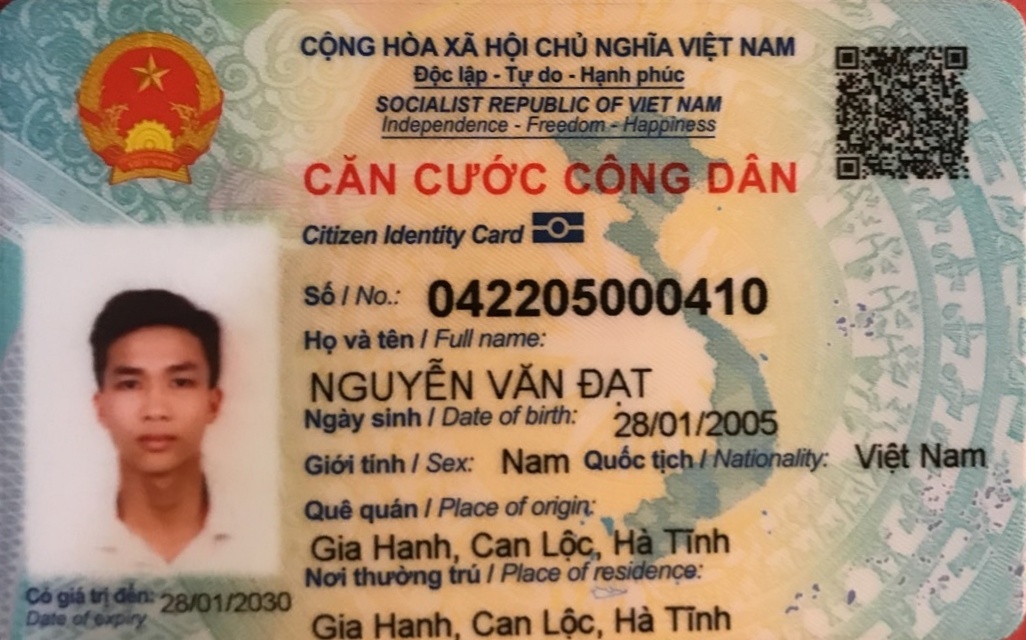 CỘNG HÒA XÃ HỘI CHỦ NGHĨA VIỆT NAM
Độc lập - Tự do - Hạnh phúc
SOCIALIST REPUBLIC OF VIET NAM
Independence - Freedom - Happiness
CĂN CƯỚC CÔNG DÂN
Citizen Identity Card
Số / No.: 042205000410
Họ và tên / Full name:
NGUYỄN VĂN ĐẠT
Ngày sinh / Date of birth: 28/01/2005
Giới tính / Sex: Nam Quốc tịch / Nationality: Việt Nam
Quê quán / Place of origin:
Gia Hanh, Can Lộc, Hà Tĩnh
Nơi thường trú / Place of residence:
Gia Hanh, Can Lộc, Hà Tĩnh
Có giá trị đến: 28/01/2030
Date of expiry